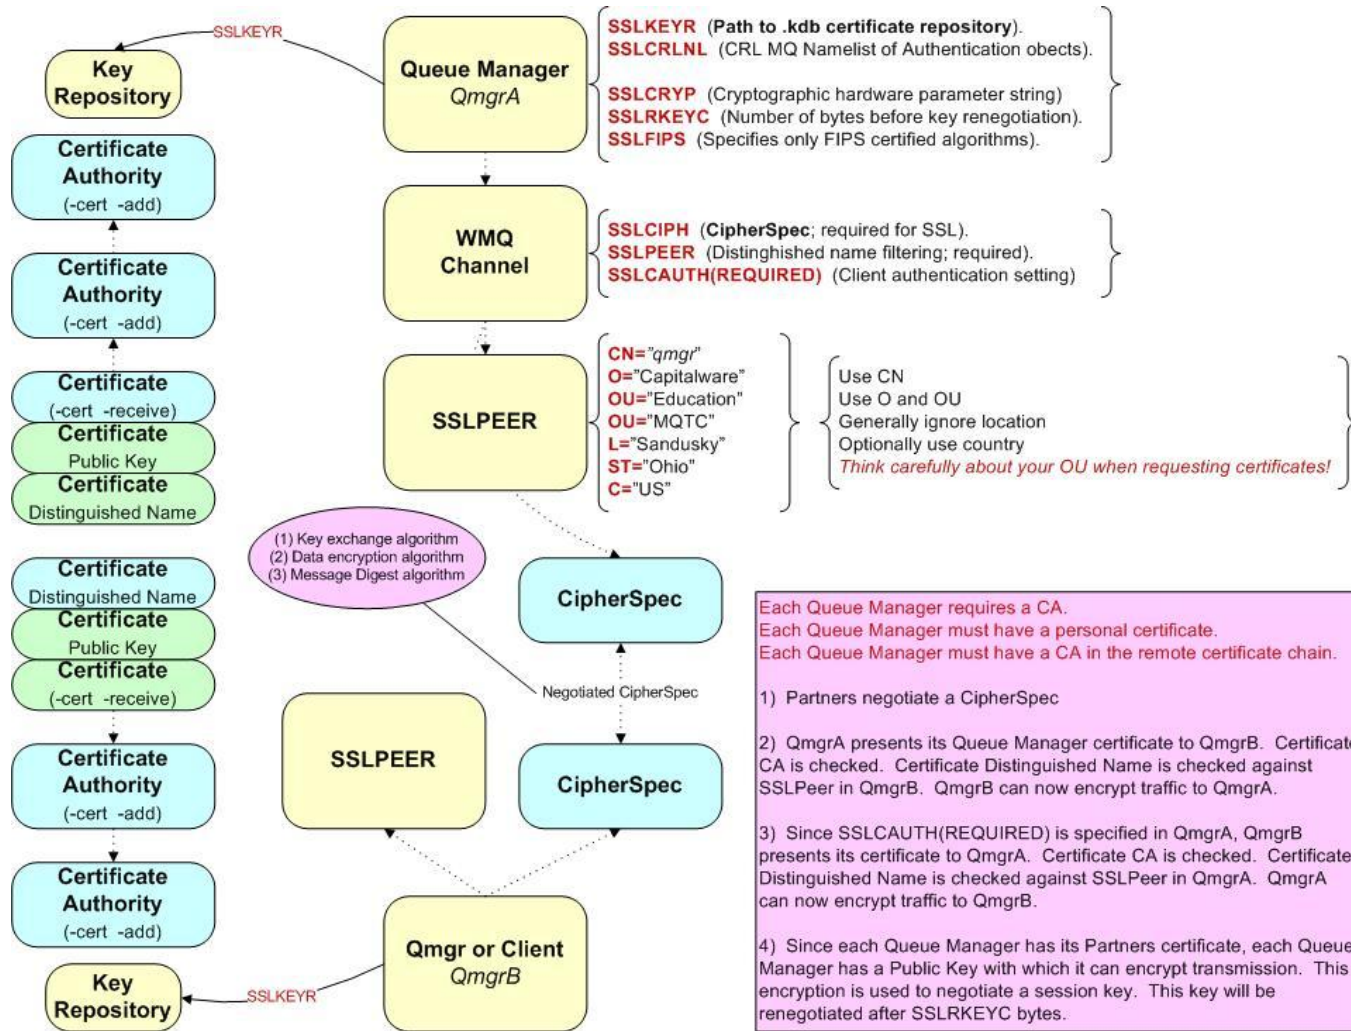 SSLKEYR
Key
Repository
Certificate
Authority
(-cert -add)
Certificate
Authority
(-cert -add)
Certificate
(-cert -receive)
Certificate
Public Key
Certificate
Distinguished Name
Certificate
Distinguished Name
Certificate
Public Key
Certificate
(-cert -receive)
Certificate
Authority
(-cert -add)
Certificate
Authority
(-cert -add)
Key
Repository
SSLKEYR
Queue Manager
QmgrA
SSLKEYR (Path to .kdb certificate repository).
SSLCRLNL (CRL MQ Namelist of Authentication obects).
SSLCRYP (Cryptographic hardware parameter string)
SSLRKEYC (Number of bytes before key renegotiation).
SSLFIPS (Specifies only FIPS certified algorithms).
WMQ
Channel
SSLCIPH (CipherSpec; required for SSL).
SSLPEER (Distinghished name filtering; required).
SSLCAUTH(REQUIRED) (Client authentication setting)
SSLPEER
CN="qmgr"
O="Capitalware"
OU="Education"
OU="MQTC"
L="Sandusky"
ST="Ohio"
C="US"
Use CN
Use O and OU
Generally ignore location
Optionally use country
Think carefully about your OU when requesting certificates!
(1) Key exchange algorithm
(2) Data encryption algorithm
(3) Message Digest algorithm
CipherSpec
Negotiated CipherSpec
SSLPEER
CipherSpec
Qmgr or Client
QmgrB
Each Queue Manager requires a CA.
Each Queue Manager must have a personal certificate.
Each Queue Manager must have a CA in the remote certificate chain.
1) Partners negotiate a CipherSpec
2) QmgrA presents its Queue Manager certificate to QmgrB. Certificate
CA is checked. Certificate Distinguished Name is checked against
SSLPeer in QmgrB. QmgrB can now encrypt traffic to QmgrA.
3) Since SSLCAUTH(REQUIRED) is specified in QmgrA, QmgrB
presents its certificate to QmgrA. Certificate CA is checked. Certificate
Distinguished Name is checked against SSLPeer in QmgrA. QmgrA
can now encrypt traffic to QmgrB.
4) Since each Queue Manager has its Partners certificate, each Queue
Manager has a Public Key with which it can encrypt transmission. This
encryption is used to negotiate a session key. This key will be
renegotiated after SSLRKEYC bytes.